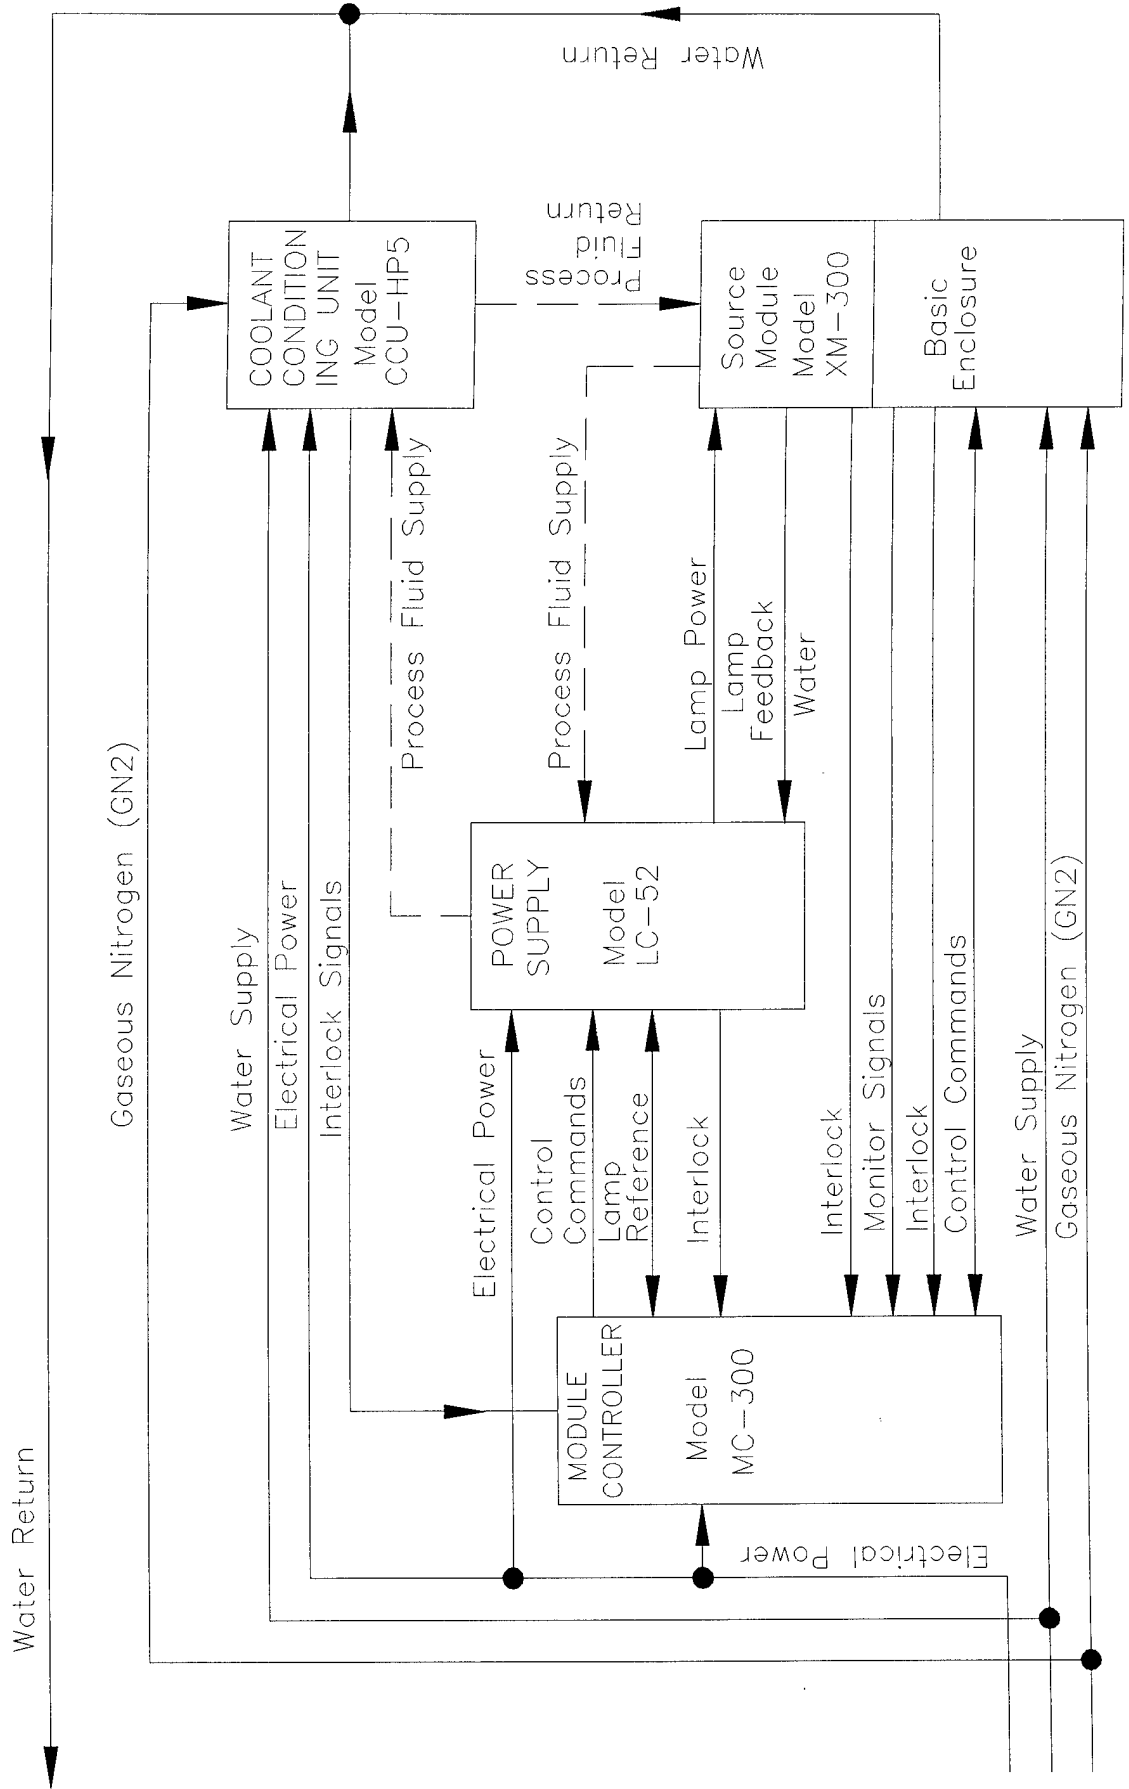 Water Return
Gaseous Nitrogen (GN2)
Water Supply
Electrical Power
Interlock Signals
COOLANT
CONDITION
ING UNIT
Model
CCU-HP5
Water Return
Process Fluid Supply
Process
Fluid
Return
Process Fluid Supply
Electrical Power
Control
Commands
Lamp
Reference
Interlock
POWER
SUPPLY
Model
LC-52
Lamp Power
Lamp
Feedback
Water
Source
Module
Model
XM-300
Basic
Enclosure
MODULE
CONTROLLER
Model
MC-300
Electrical Power
Interlock
Monitor Signals
Interlock
Control Commands
Water Supply
Gaseous Nitrogen (GN2)